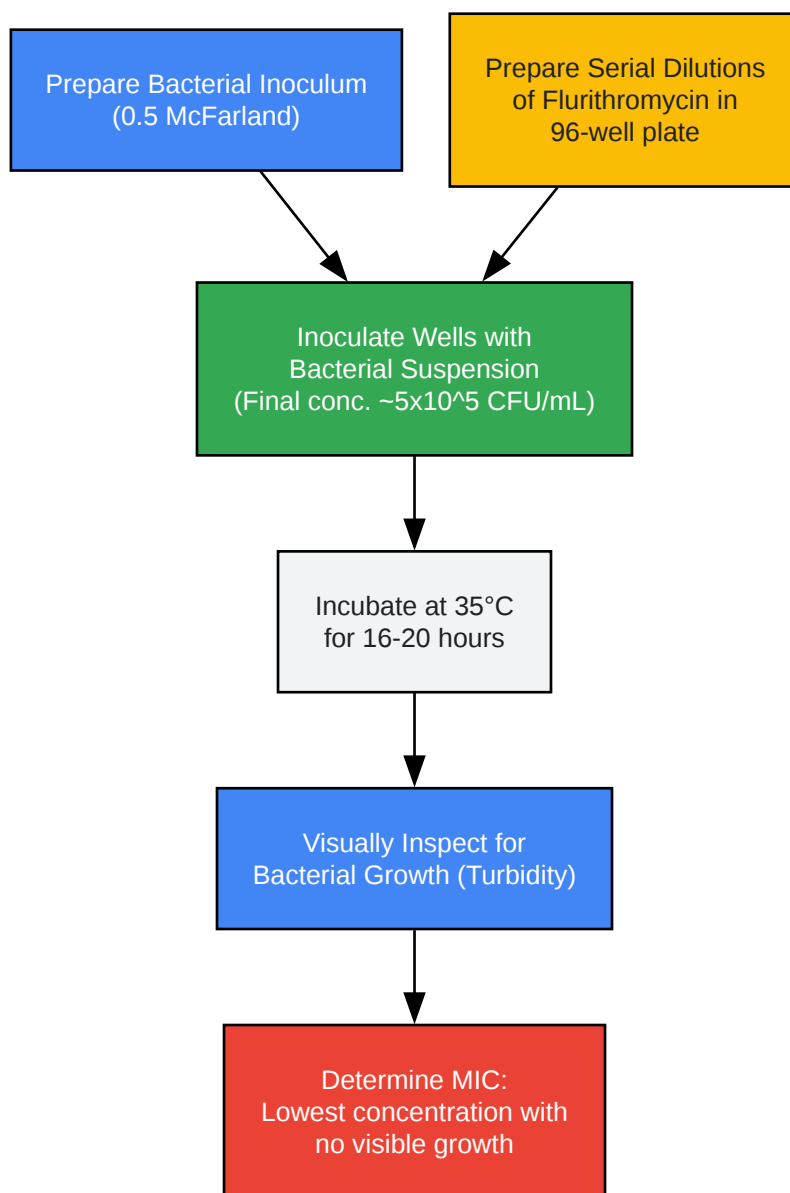 Prepare Bacterial Inoculum
(0.5 McFarland)
Prepare Serial Dilutions
of Flurithromycin in
96-well plate
Inoculate Wells with
Bacterial Suspension
(Final conc. ~5x10^5 CFU/mL)
Incubate at 35°C
for 16-20 hours
Visually Inspect for
Bacterial Growth (Turbidity)
Determine MIC:
Lowest concentration with
no visible growth